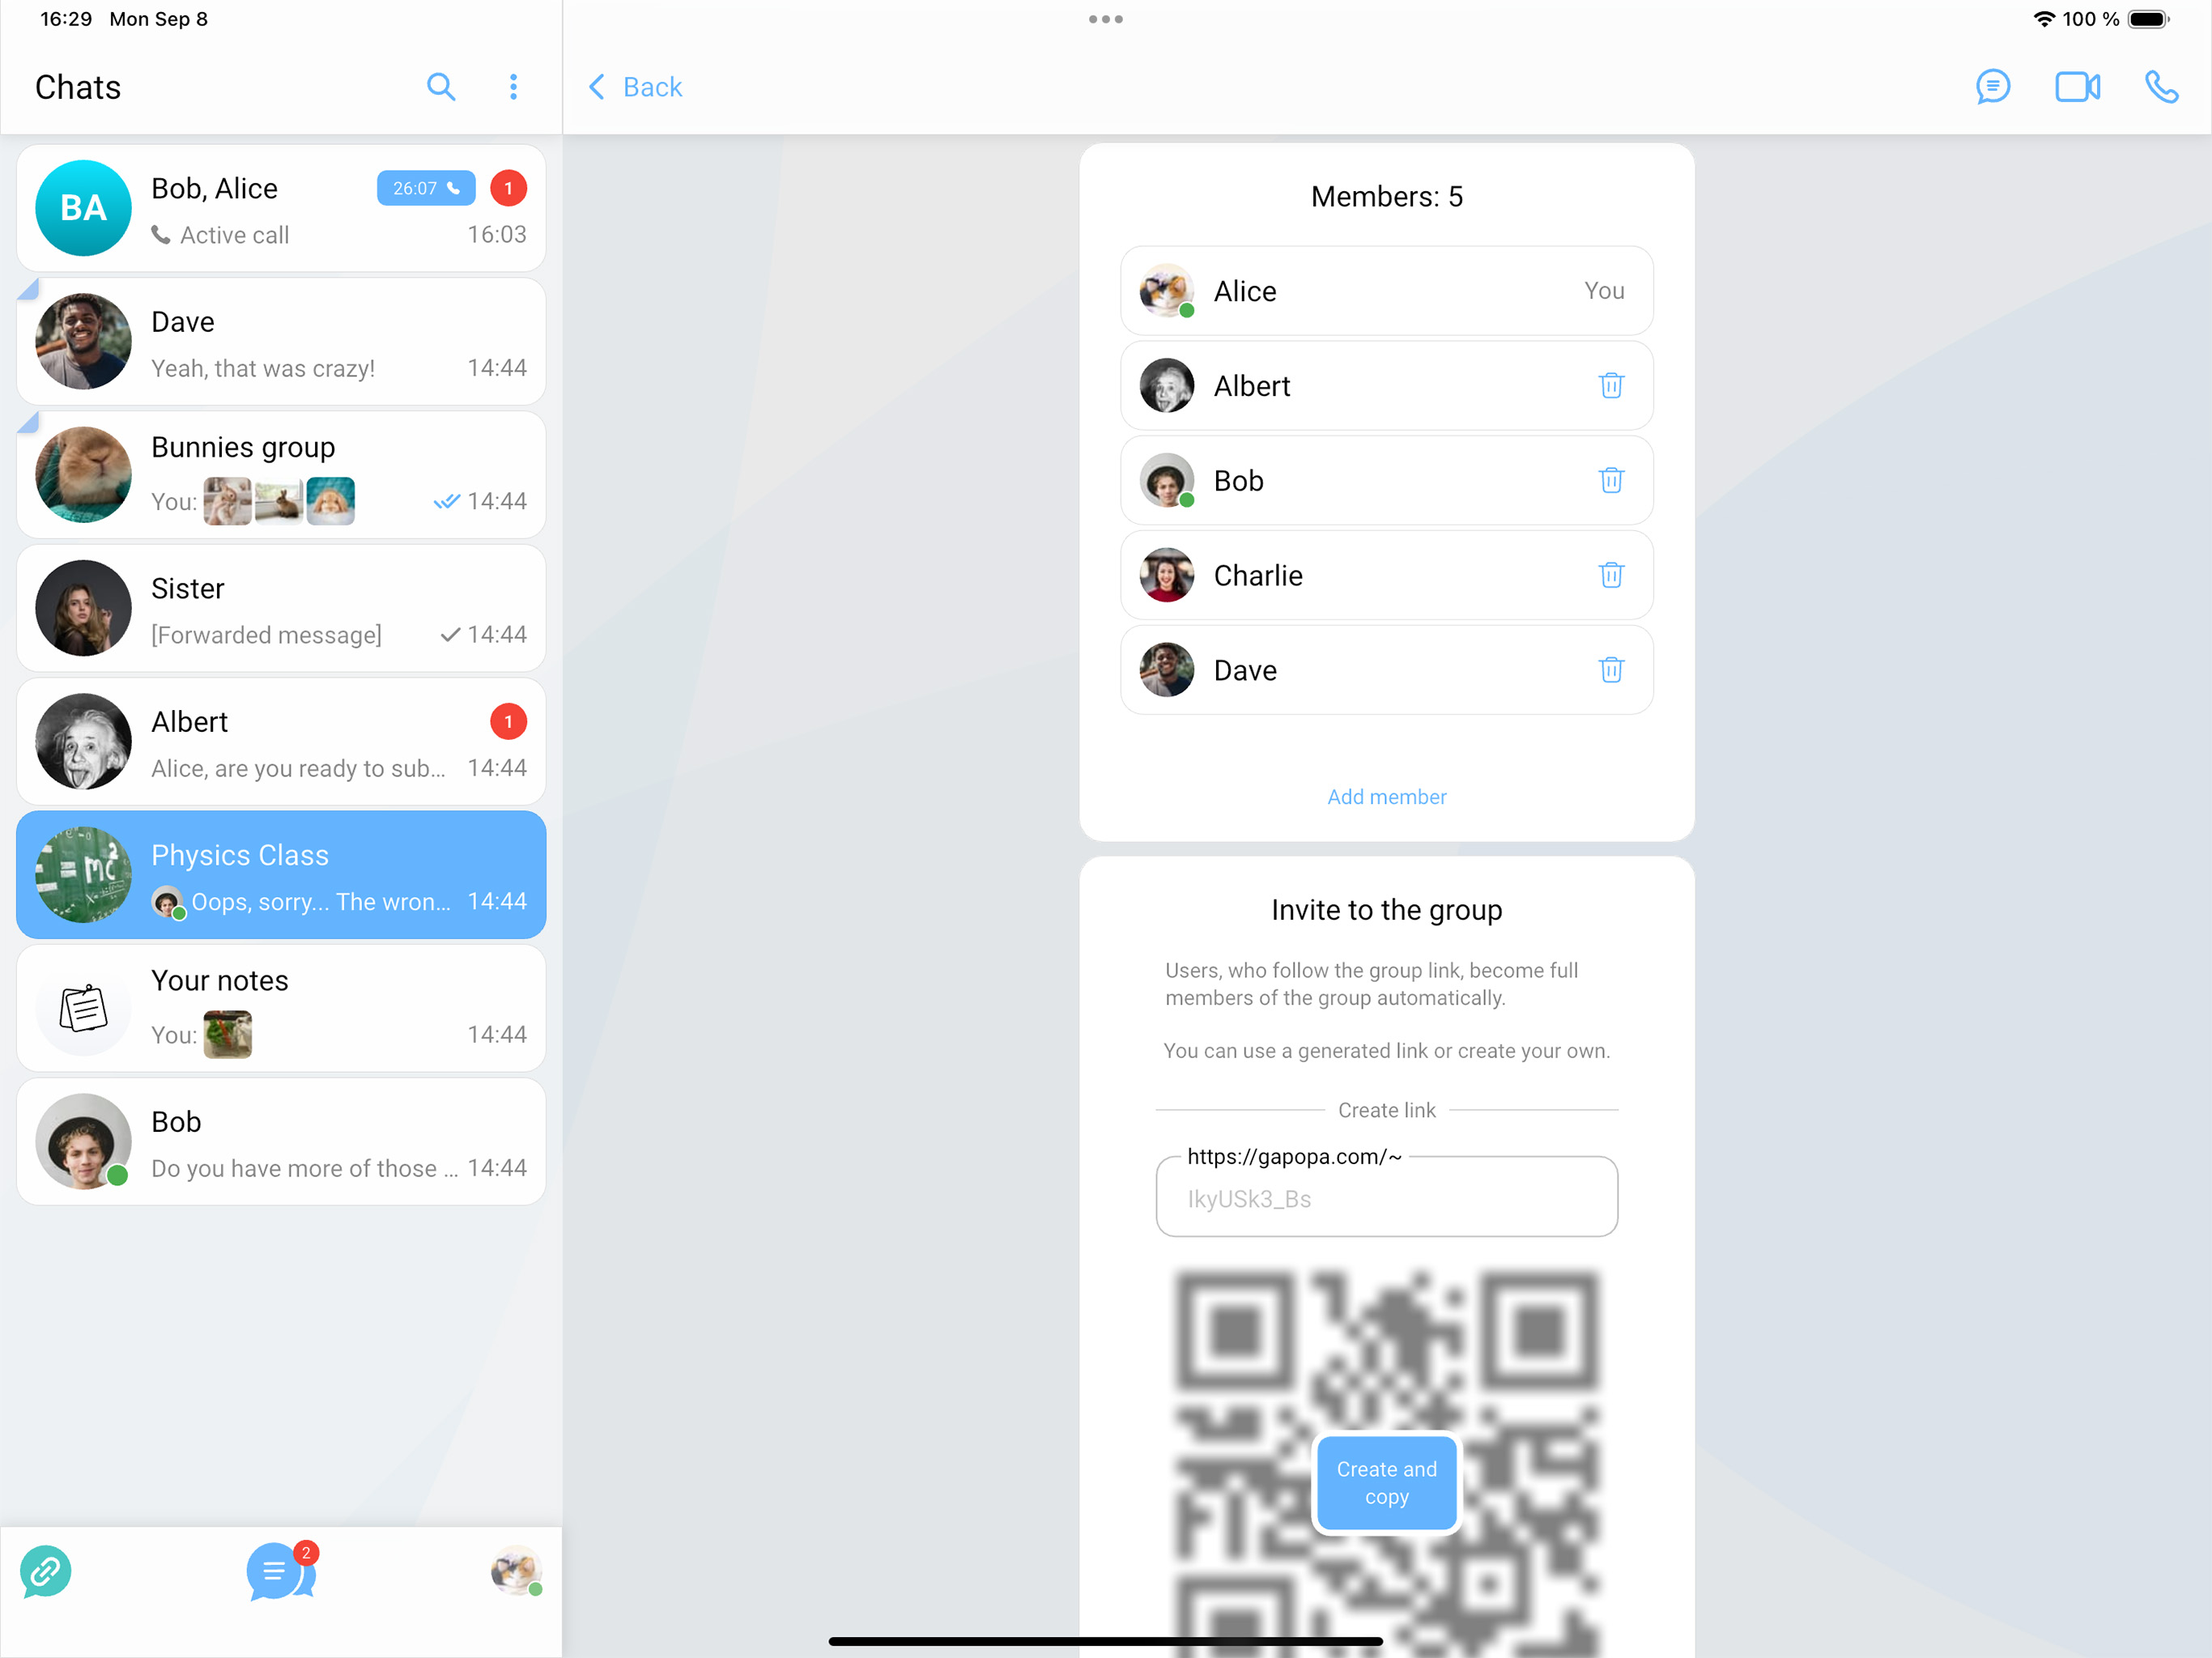 16:29 Mon Sep 8
100 %
Chats
Back
BA
Bob, Alice
26:07
1
Active call
16:03
Dave
Yeah, that was crazy!
14:44
Bunnies group
You:
14:44
Sister
[Forwarded message]
14:44
Albert
1
Alice, are you ready to sub...
14:44
= mc²
Physics Class
Oops, sorry... The wron...
14:44
Your notes
You:
14:44
Bob
Do you have more of those ...
14:44
2
Members: 5
Alice
You
Albert
Bob
Charlie
Dave
Add member
Invite to the group
Users, who follow the group link, become full
members of the group automatically.
You can use a generated link or create your own.
Create link
https://gapopa.com/~
IkyUSk3_Bs
Create and
copy